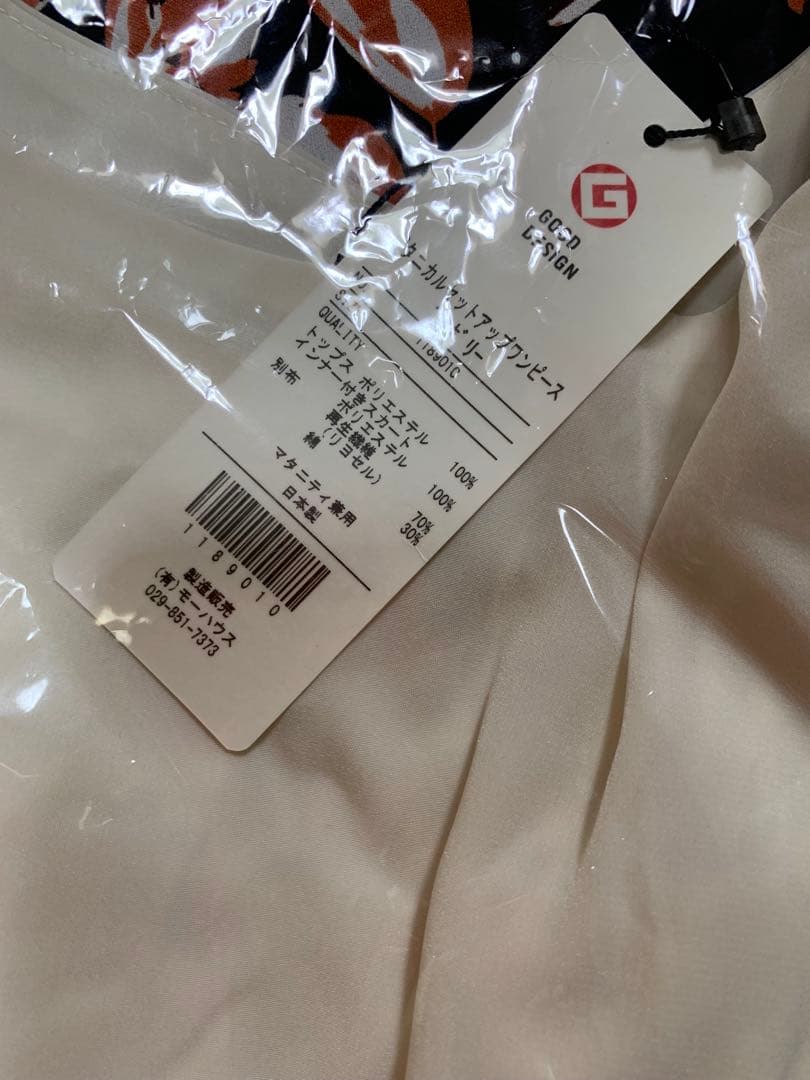 G
GOOD
DESIGN
タニカルセットアップワンピース
QUALITY
トップス ポリエステル 100%
インナー付きスカート
ポリエステル 100%
別布 再生繊維
(リヨセル) 70%
絹 30%
マタニティ兼用
日本製
1189010
製造販売
(有)モーハウス
029-851-7373